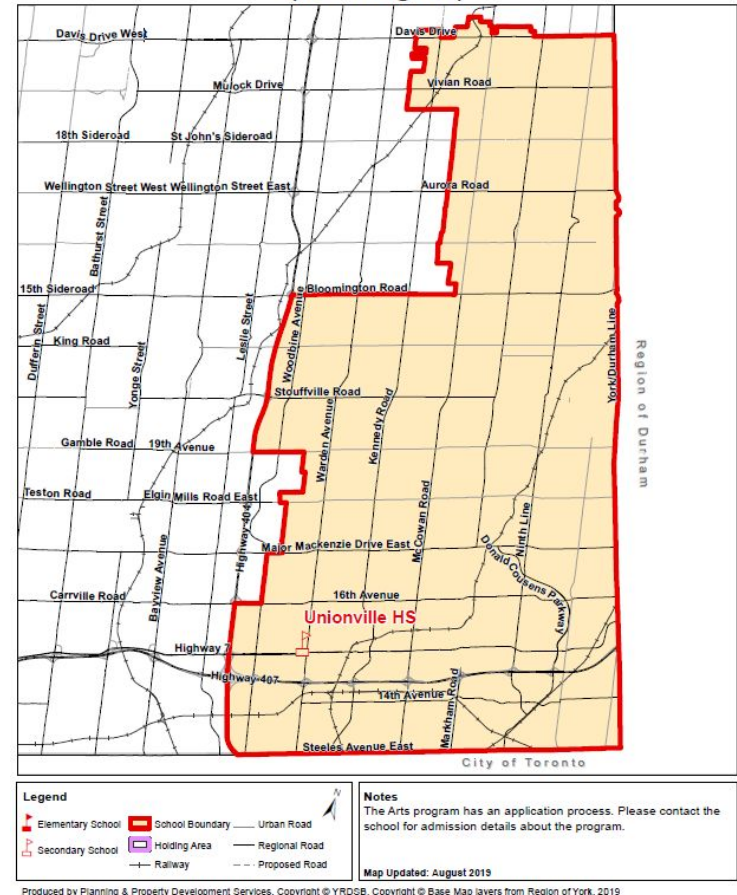 Davis Drive West
Davis Drive
Mulock Drive
Vivian Road
18th Sideroad
St John's Sideroad
Wellington Street West
Wellington Street East
Aurora Road
Bathurst Street
15th Sideroad
Bloomington Road
Dufferin Street
King Road
Yonge Street
Leslie Street
Woodbine Avenue
York/Durham Line
Region of Durham
Stouffville Road
Warden Avenue
Kennedy Road
Gamble Road
19th Avenue
Teston Road
Elgin Mills Road East
Highway 404
McCowan Road
Ninth Line
Major Mackenzie Drive East
Donald Cousens Parkway
Bayview Avenue
Carrville Road
16th Avenue
Unionville HS
Highway 7
Highway 407
14th Avenue
Markham Road
Steeles Avenue East
City of Toronto
Legend
Elementary School
School Boundary
Urban Road
Secondary School
Holding Area
Regional Road
Railway
Proposed Road
N
Notes
The Arts program has an application process. Please contact the
school for admission details about the program.
Map Updated: August 2019
Produced by Planning & Property Development Services. Copyright © YRDSB, Copyright © Base Map layers from Region of York, 2019